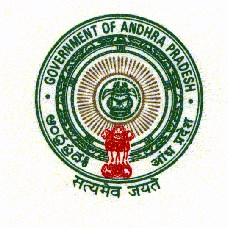 GOVERNMENT OF ANDHRA PRADESH
ఆంధ్రప్రదేశ్
आंध्र प्रदेश
सत्यमेव जयते